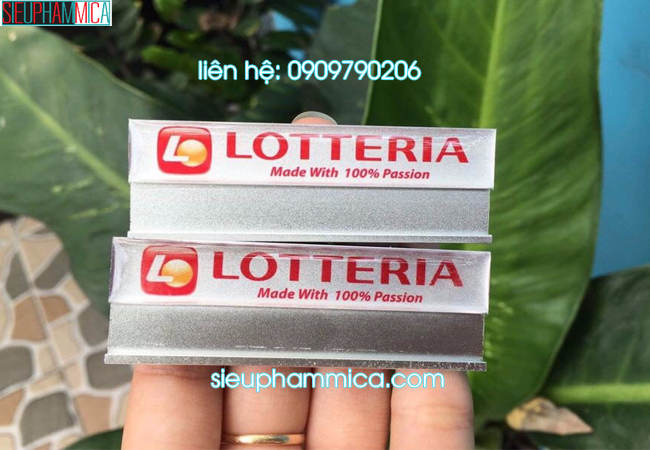 SIEUPHAMMICA
liên hệ: 0909790206
LOTTERIA
Made With 100% Passion
LOTTERIA
Made With 100% Passion
sieuphammica.com